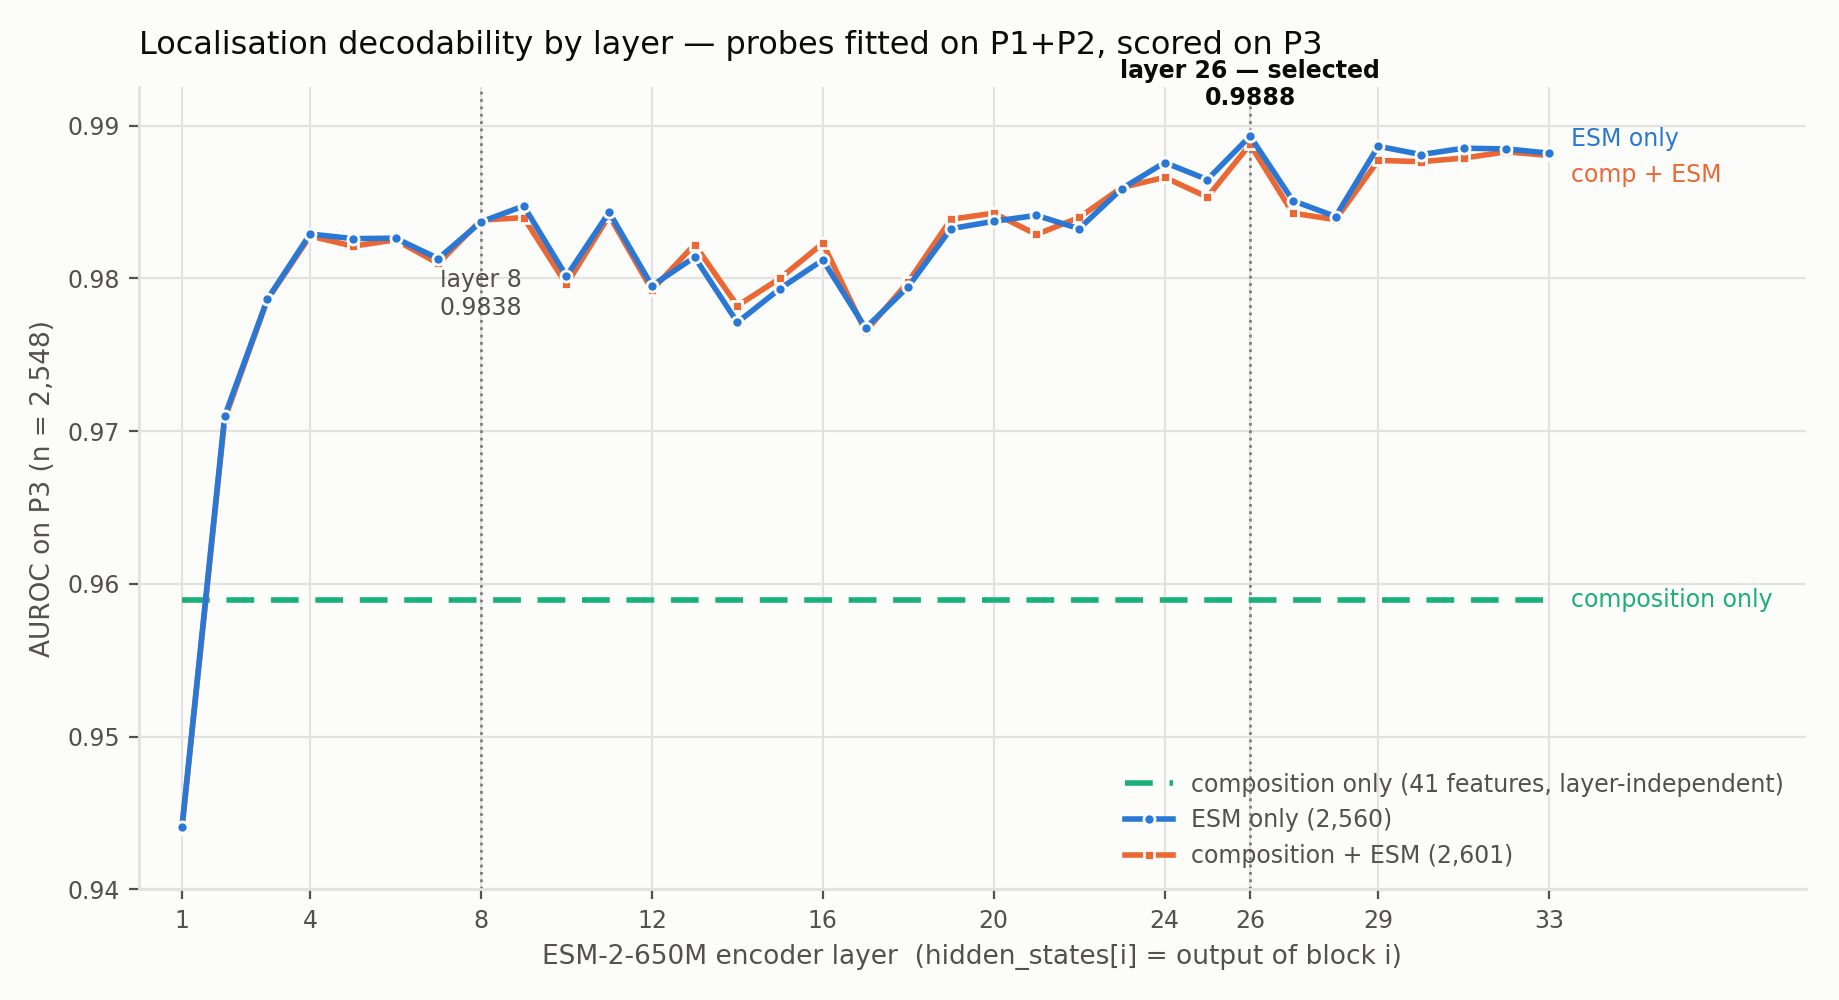 Localisation decodability by layer — probes fitted on P1+P2, scored on P3
layer 26 — selected
0.9888
0.99
ESM only
comp + ESM
0.98
layer 8
0.9838
0.97
0.96
composition only
0.95
0.94
AUROC on P3 (n = 2,548)
composition only (41 features, layer-independent)
ESM only (2,560)
composition + ESM (2,601)
1 4 8 12 16 20 24 26 29 33
ESM-2-650M encoder layer (hidden_states[i] = output of block i)